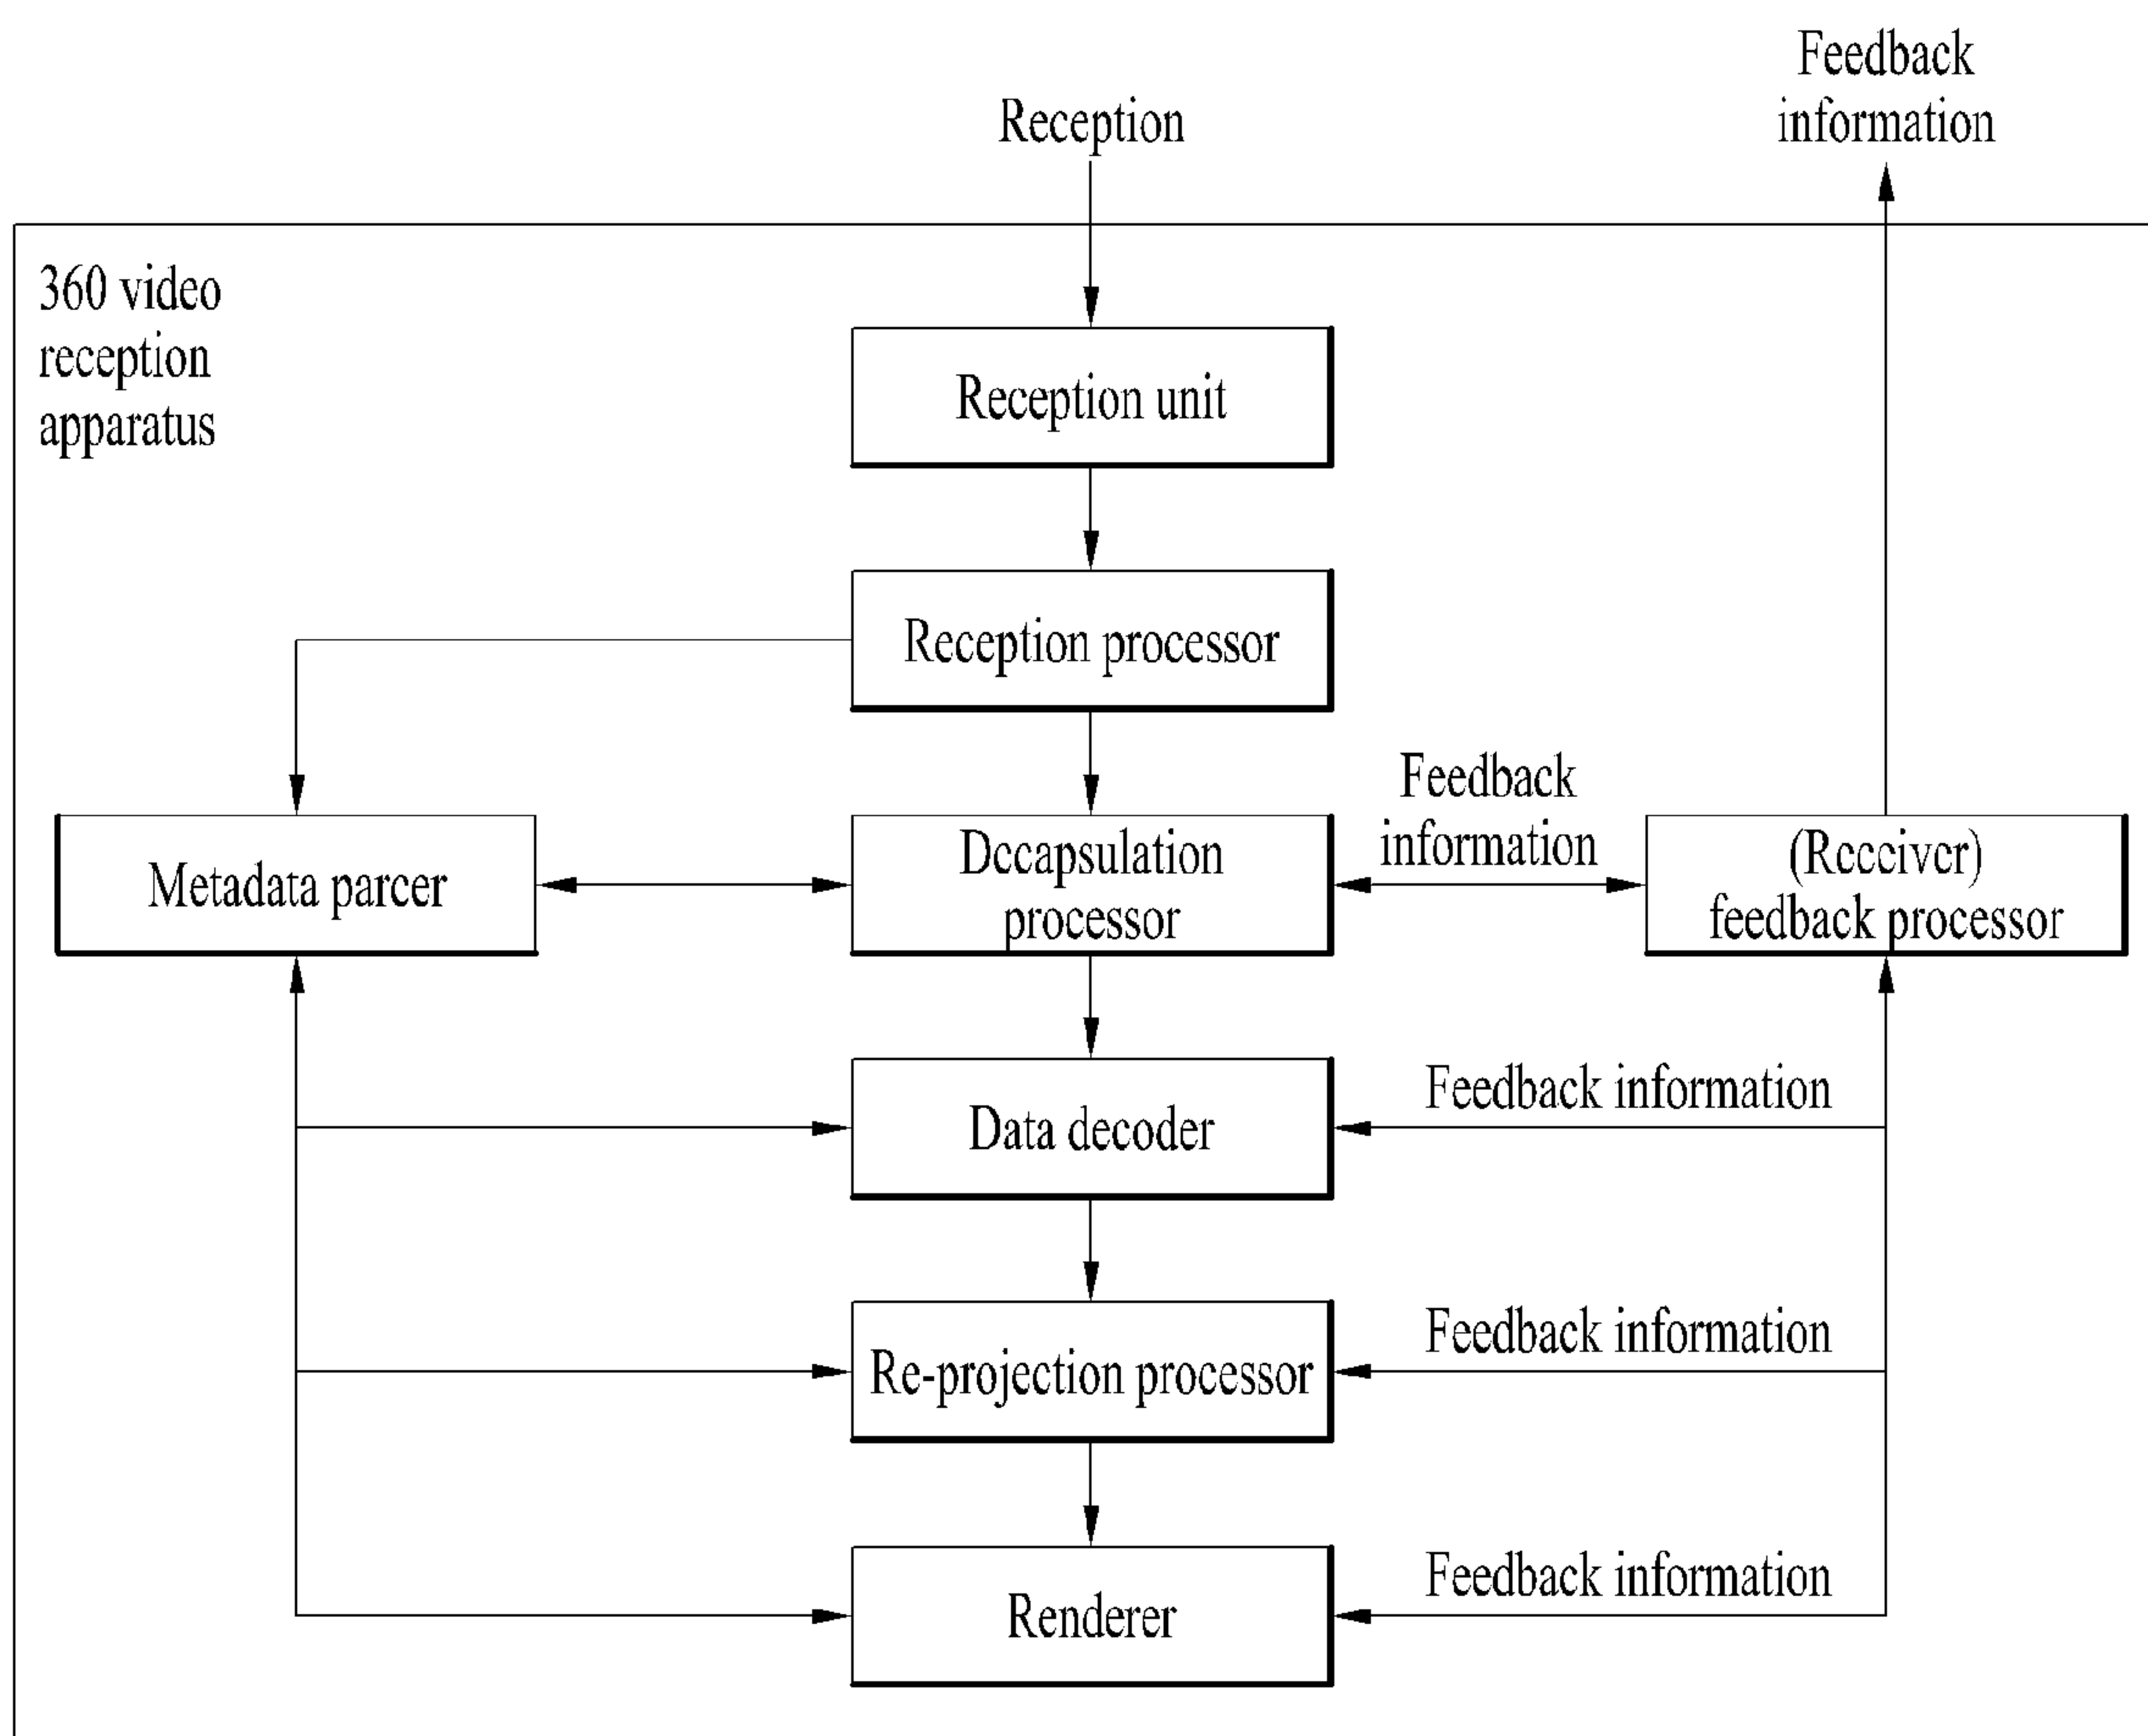 Feedback
information
Reception
360 video
reception
apparatus
Reception unit
Reception processor
Feedback
information
Metadata parcer
Dccapsulation
processor
(Rcccivcr)
feedback processor
Data decoder
Feedback information
Re-projection processor
Feedback information
Renderer
Feedback information